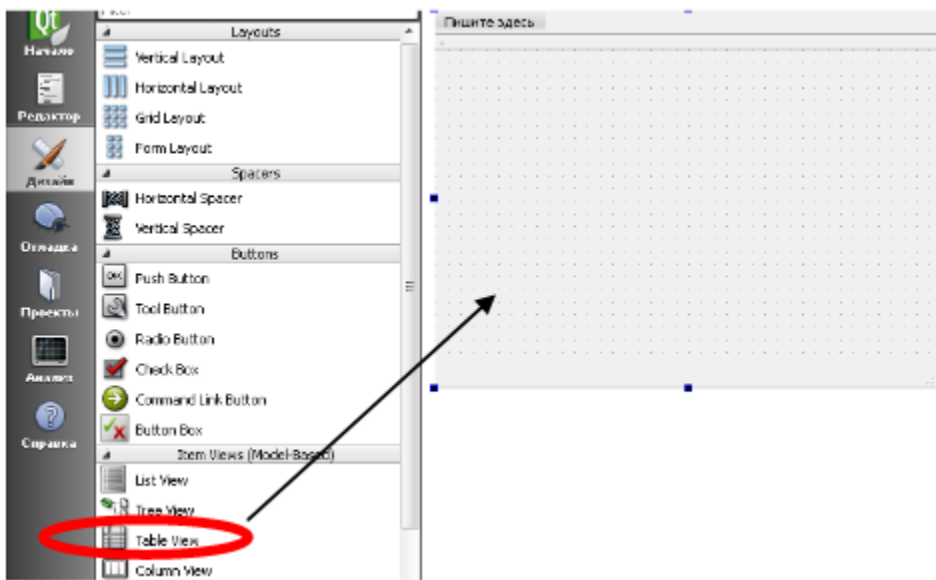 Qt
Начало
Редактор
Дизайн
Отладка
Проекты
Анализ
Справка
Layouts
Vertical Layout
Horizontal Layout
Grid Layout
Form Layout
Spacers
Horizontal Spacer
Vertical Spacer
Buttons
OK
Push Button
Tool Button
Radio Button
Check Box
Command Link Button
Button Box
Item Views (Model-Based)
List View
Tree View
Table View
Column View
Пишите здесь